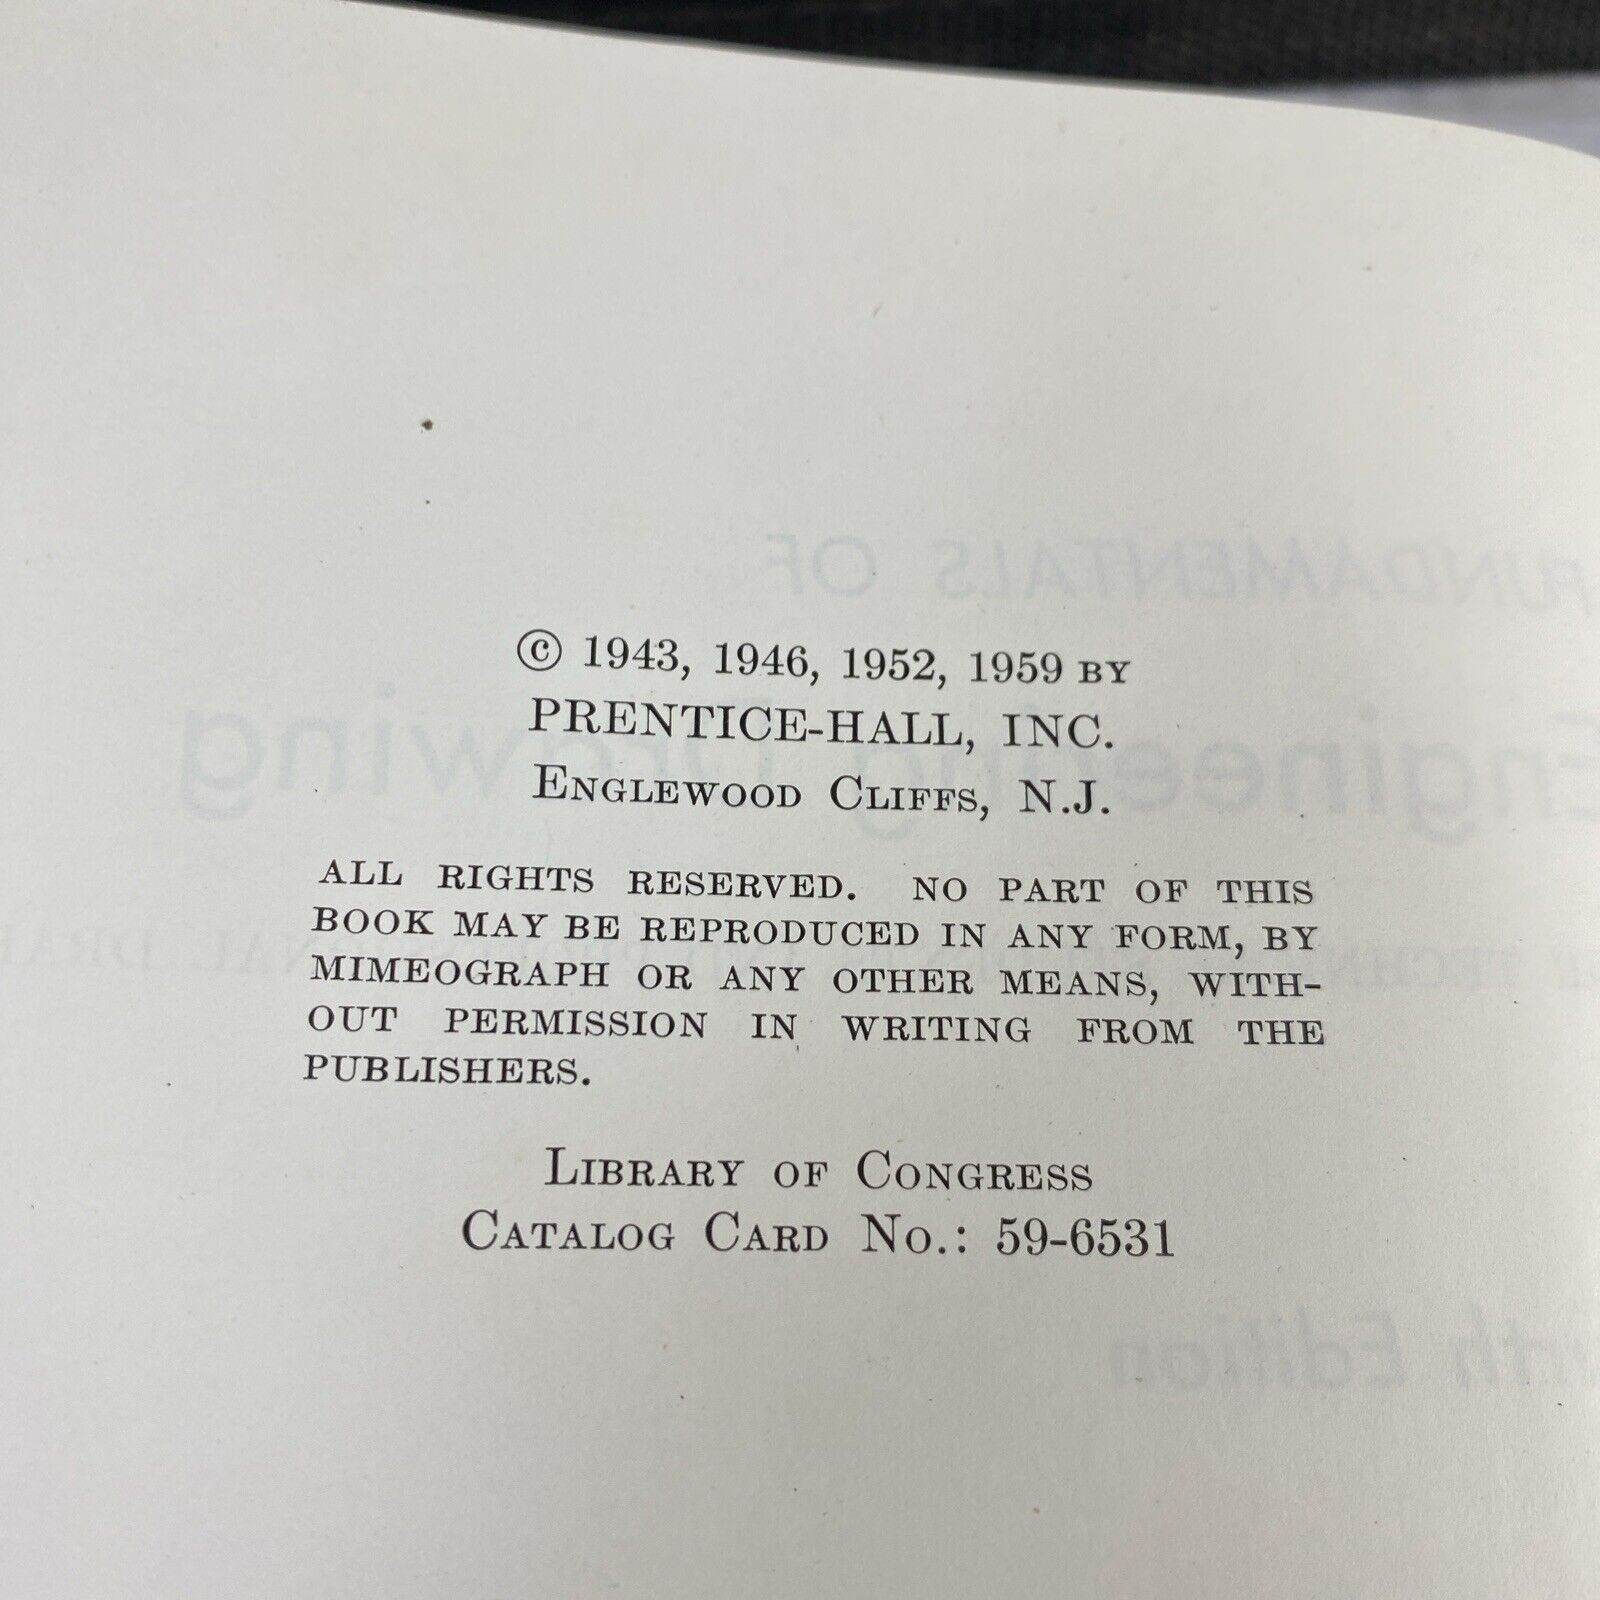 © 1943, 1946, 1952, 1959 BY
PRENTICE-HALL, INC.
ENGLEWOOD CLIFFS, N.J.
ALL RIGHTS RESERVED. NO PART OF THIS
BOOK MAY BE REPRODUCED IN ANY FORM, BY
MIMEOGRAPH OR ANY OTHER MEANS, WITH-
OUT PERMISSION IN WRITING FROM THE
PUBLISHERS.
LIBRARY OF CONGRESS
CATALOG CARD NO.: 59-6531